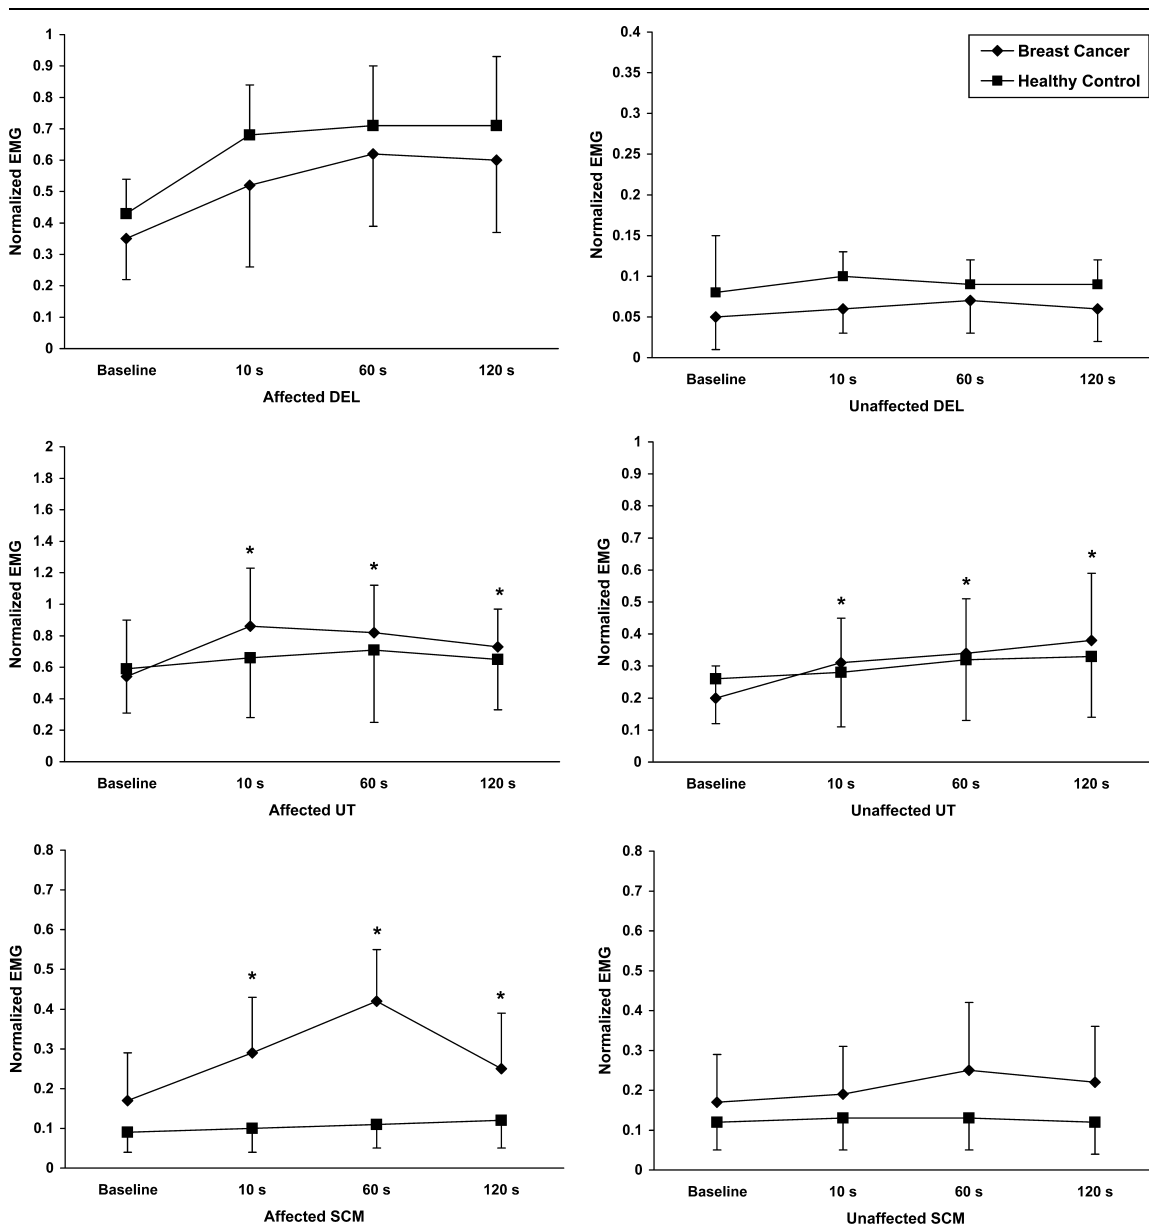 1
0.9
0.8
0.7
0.6
0.5
0.4
0.3
0.2
0.1
0
Normalized EMG
Baseline 10 s 60 s 120 s
Affected DEL
0.4
0.35
0.3
0.25
0.2
0.15
0.1
0.05
0
Normalized EMG
Breast Cancer
Healthy Control
Baseline 10 s 60 s 120 s
Unaffected DEL
2
1.8
1.6
1.4
1.2
1
0.8
0.6
0.4
0.2
0
Normalized EMG
* * *
Baseline 10 s 60 s 120 s
Affected UT
1
0.9
0.8
0.7
0.6
0.5
0.4
0.3
0.2
0.1
0
Normalized EMG
* * *
Baseline 10 s 60 s 120 s
Unaffected UT
0.8
0.7
0.6
0.5
0.4
0.3
0.2
0.1
0
Normalized EMG
* * *
Baseline 10 s 60 s 120 s
Affected SCM
0.8
0.7
0.6
0.5
0.4
0.3
0.2
0.1
0
Normalized EMG
Baseline 10 s 60 s 120 s
Unaffected SCM